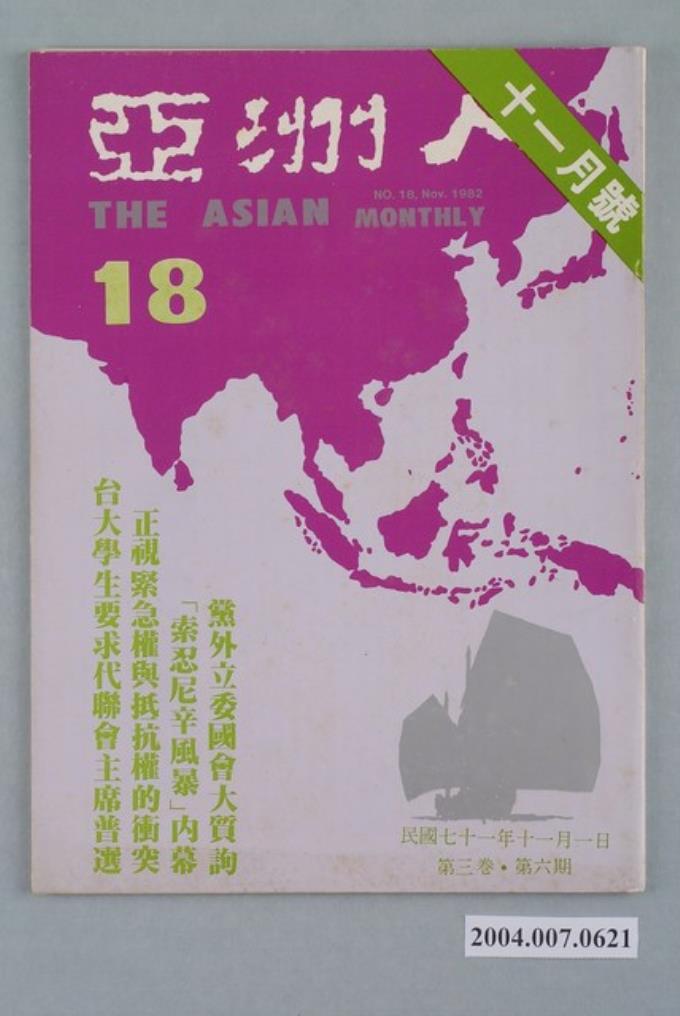 亞洲人
十一月號
NO. 18, Nov. 1982
THE ASIAN MONTHLY
18
黨外立委國會大質詢
「索忍尼辛風暴」內幕
正視緊急權與抵抗權的衝突
台大學生要求代聯會主席普選
民國七十一年十一月一日
第三卷・第六期
2004.007.0621